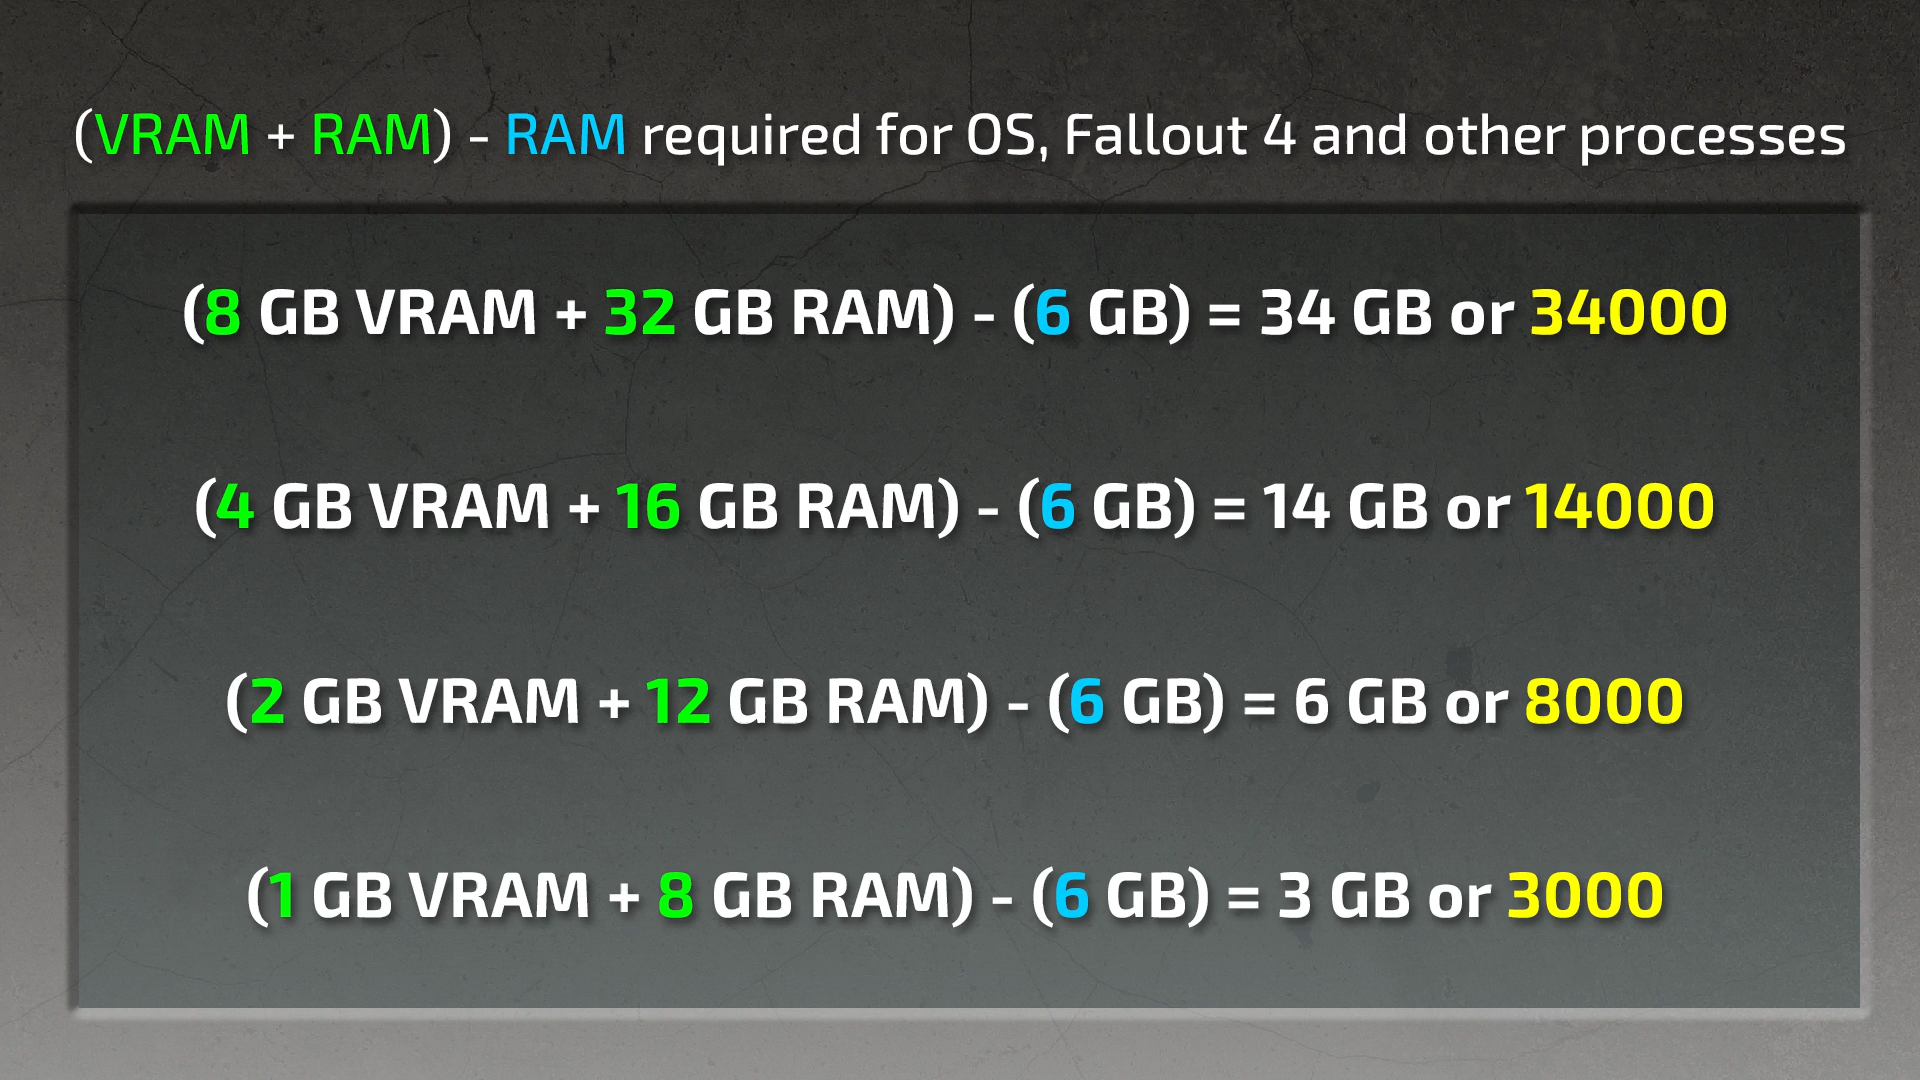 (VRAM + RAM) - RAM required for OS, Fallout 4 and other processes
(8 GB VRAM + 32 GB RAM) - (6 GB) = 34 GB or 34000
(4 GB VRAM + 16 GB RAM) - (6 GB) = 14 GB or 14000
(2 GB VRAM + 12 GB RAM) - (6 GB) = 6 GB or 8000
(1 GB VRAM + 8 GB RAM) - (6 GB) = 3 GB or 3000